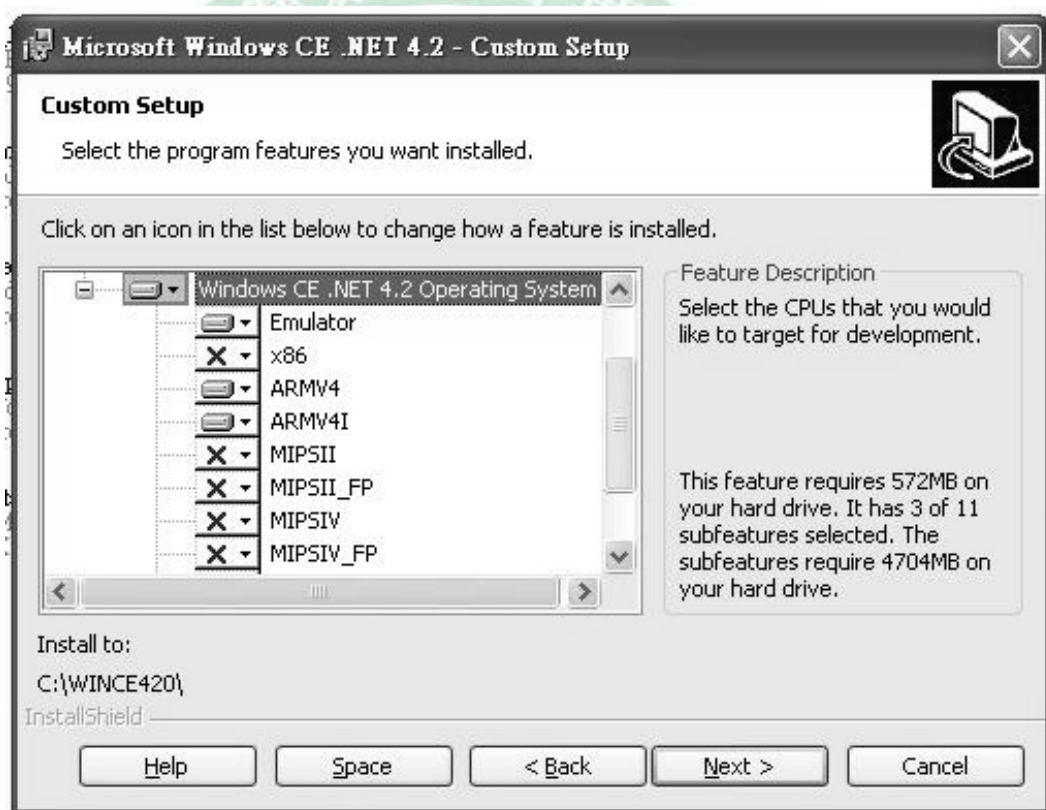 Microsoft Windows CE .NET 4.2 - Custom Setup
Custom Setup
Select the program features you want installed.
Click on an icon in the list below to change how a feature is installed.
Windows CE .NET 4.2 Operating System
Emulator
x86
ARMV4
ARMV4I
MIPSII
MIPSII_FP
MIPSIV
MIPSIV_FP
Feature Description
Select the CPUs that you would
like to target for development.
This feature requires 572MB on
your hard drive. It has 3 of 11
subfeatures selected. The
subfeatures require 4704MB on
your hard drive.
Install to:
C:\WINCE420\
InstallShield
Help
Space
< Back
Next >
Cancel